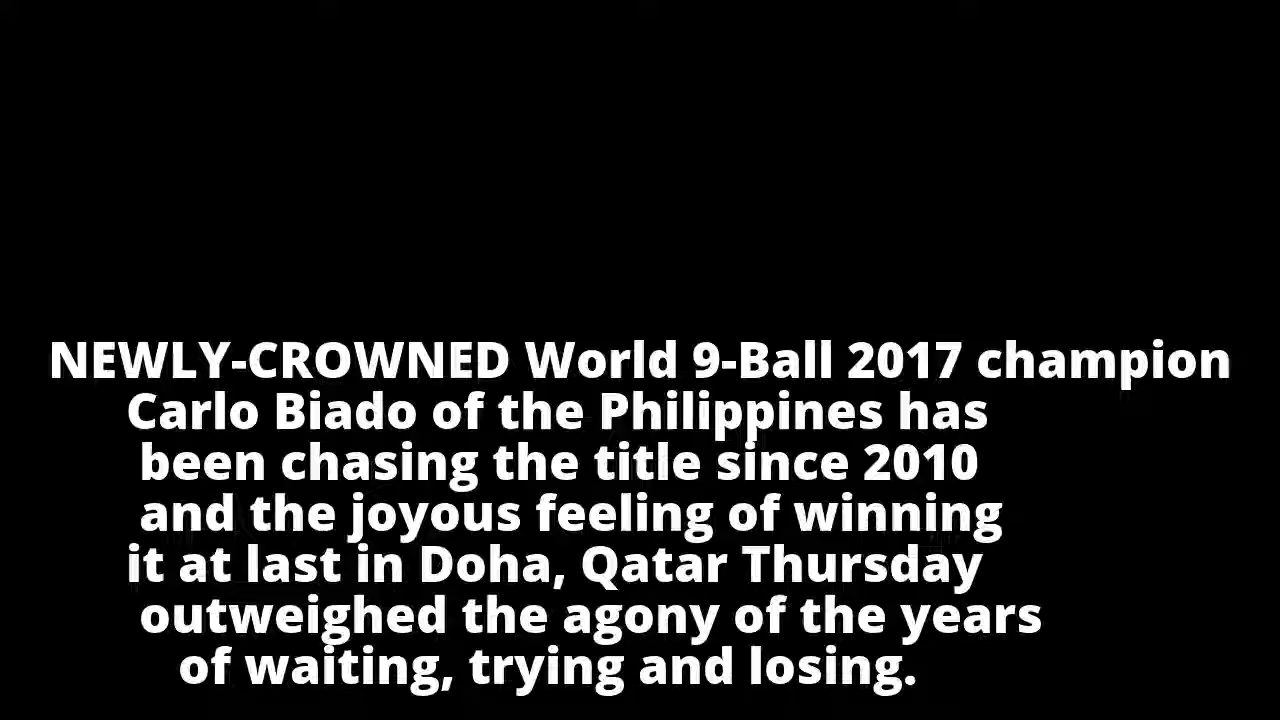 NEWLY-CROWNED World 9-Ball 2017 champion
Carlo Biado of the Philippines has
been chasing the title since 2010
and the joyous feeling of winning
it at last in Doha, Qatar Thursday
outweighed the agony of the years
of waiting, trying and losing.